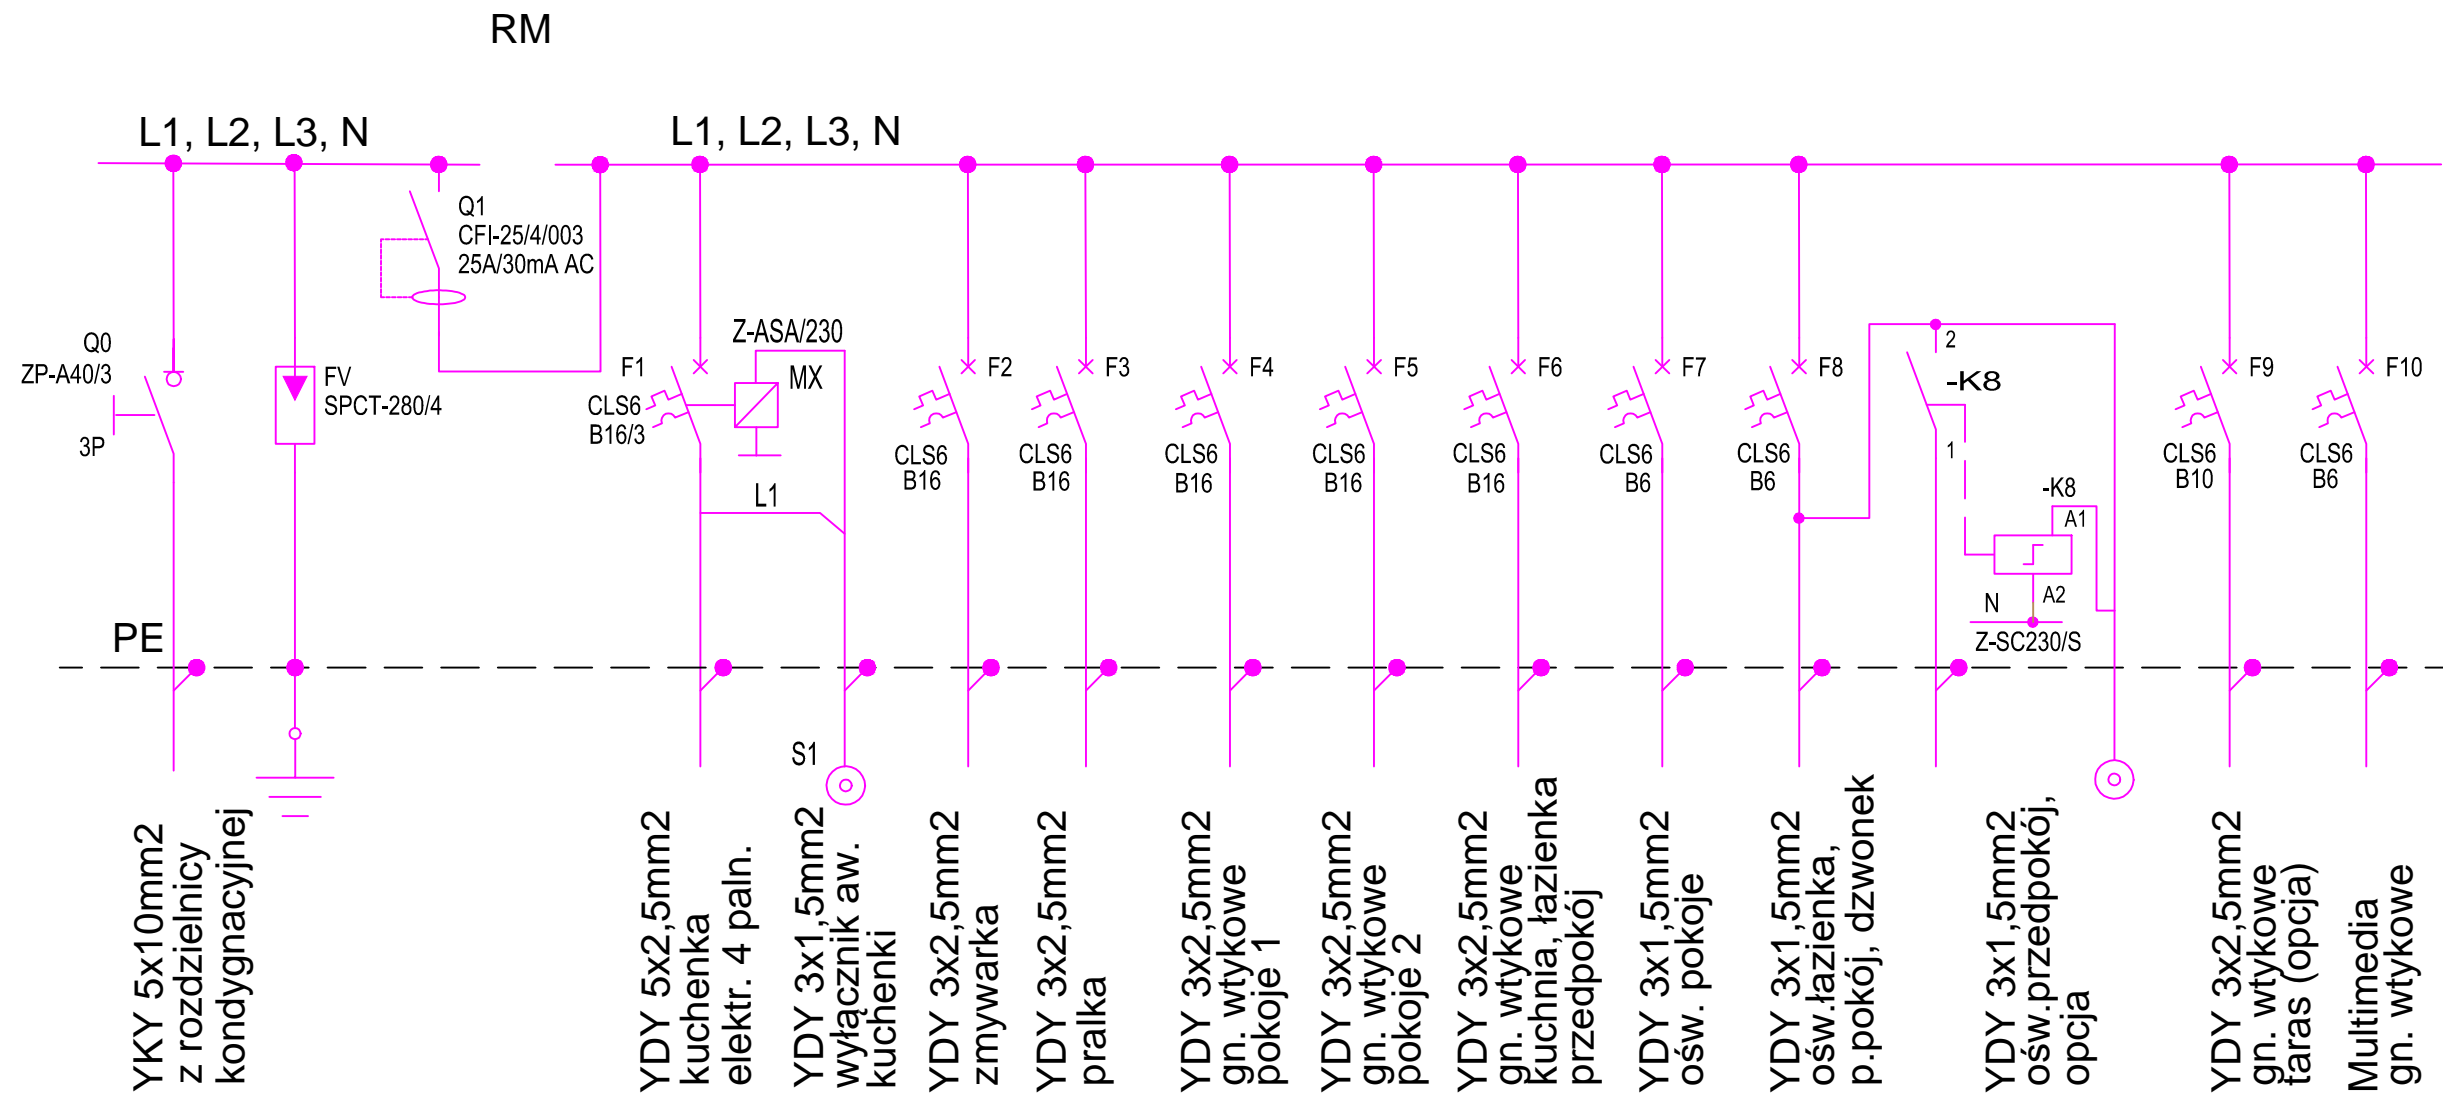 RM
L1, L2, L3, N
L1, L2, L3, N
Q1
CFI-25/4/003
25A/30mA AC
Q0
ZP-A40/3
3P
FV
SPCT-280/4
F1
CLS6
B16/3
Z-ASA/230
MX
L1
F2
CLS6
B16
F3
CLS6
B16
F4
CLS6
B16
F5
CLS6
B16
F6
CLS6
B16
F7
CLS6
B6
F8
CLS6
B6
2
-K8
1
-K8
A1
A2
N
Z-SC230/S
F9
CLS6
B10
F10
CLS6
B6
PE
S1
YKY 5x10mm2
z rozdzielnicy
kondygnacyjnej
YDY 5x2,5mm2
kuchenka
elektr. 4 paln.
YDY 3x1,5mm2
wyłącznik aw.
kuchenki
YDY 3x2,5mm2
zmywarka
YDY 3x2,5mm2
pralka
YDY 3x2,5mm2
gn. wtykowe
pokoje 1
YDY 3x2,5mm2
gn. wtykowe
pokoje 2
YDY 3x2,5mm2
gn. wtykowe
kuchnia, łazienka
przedpokój
YDY 3x1,5mm2
ośw. pokoje
YDY 3x1,5mm2
ośw.łazienka,
p.pokój, dzwonek
YDY 3x1,5mm2
ośw.przedpokój,
opcja
YDY 3x2,5mm2
gn. wtykowe
taras (opcja)
Multimedia
gn. wtykowe